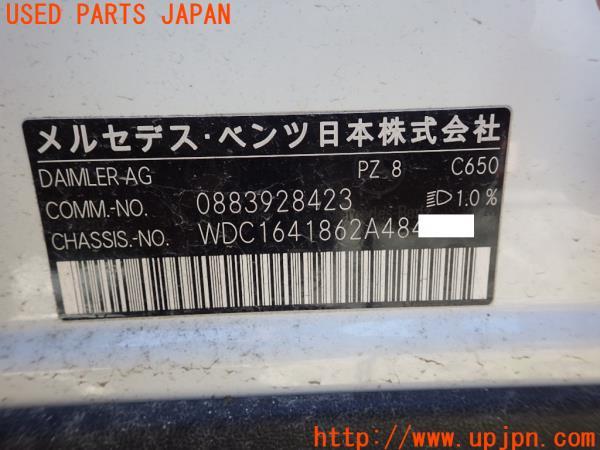 USED PARTS JAPAN
メルセデス・ベンツ日本株式会社
DAIMLER AG PZ 8 C650
COMM.-NO. 0883928423 1.0%
CHASSIS.-NO. WDC1641862A484
http://www.upjpn.com